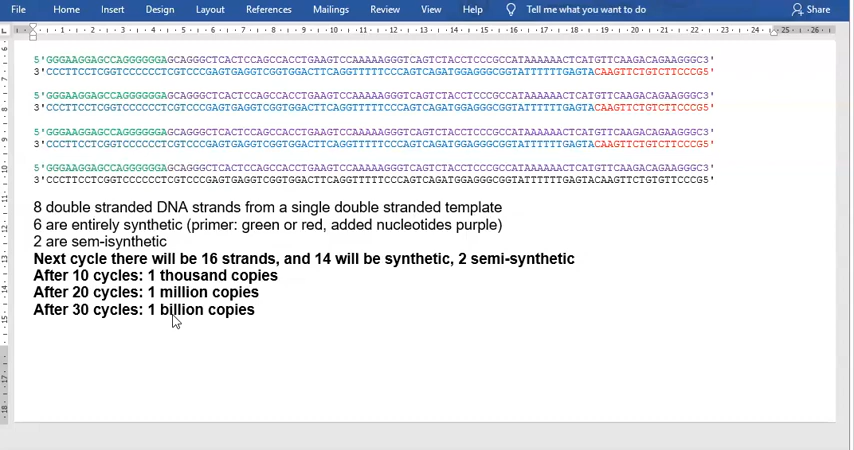 File Home Insert Design Layout References Mailings Review View Help Tell me what you want to do Share
5'GGGAAGGAGCCAGGGGGGAGCAGGGCTCACTCCAGCCACCTGAAGTCCAAAAAGGGTCAGTCTACCTCCCGCCATAAAAAACTCATGTTCAAGACAGAAGGGC3'
3'CCCTTCCTCGGTCCCCCCTCGTCCCGAGTGAGGTCGGTGGACTTCAGGTTTTTCCCAGTCAGATGGAGGGCGGTATTTTTTGAGTACAAGTTCTGTCTTCCCG5'
5'GGGAAGGAGCCAGGGGGGAGCAGGGCTCACTCCAGCCACCTGAAGTCCAAAAAGGGTCAGTCTACCTCCCGCCATAAAAAACTCATGTTCAAGACAGAAGGGC3'
3'CCCTTCCTCGGTCCCCCCTCGTCCCGAGTGAGGTCGGTGGACTTCAGGTTTTTCCCAGTCAGATGGAGGGCGGTATTTTTTGAGTACAAGTTCTGTCTTCCCG5'
5'GGGAAGGAGCCAGGGGGGAGCAGGGCTCACTCCAGCCACCTGAAGTCCAAAAAGGGTCAGTCTACCTCCCGCCATAAAAAACTCATGTTCAAGACAGAAGGGC3'
3'CCCTTCCTCGGTCCCCCCTCGTCCCGAGTGAGGTCGGTGGACTTCAGGTTTTTCCCAGTCAGATGGAGGGCGGTATTTTTTGAGTACAAGTTCTGTCTTCCCG5'
5'GGGAAGGAGCCAGGGGGGAGCAGGGCTCACTCCAGCCACCTGAAGTCCAAAAAGGGTCAGTCTACCTCCCGCCATAAAAAACTCATGTTCAAGACAGAAGGGC3'
3'CCCTTCCTCGGTCCCCCCTCGTCCCGAGTGAGGTCGGTGGACTTCAGGTTTTTCCCAGTCAGATGGAGGGCGGTATTTTTTGAGTACAAGTTCTGTGTTCCCG5'
8 double stranded DNA strands from a single double stranded template
6 are entirely synthetic (primer: green or red, added nucleotides purple)
2 are sem-isynthetic
Next cycle there will be 16 strands, and 14 will be synthetic, 2 semi-synthetic
After 10 cycles: 1 thousand copies
After 20 cycles: 1 million copies
After 30 cycles: 1 billion copies